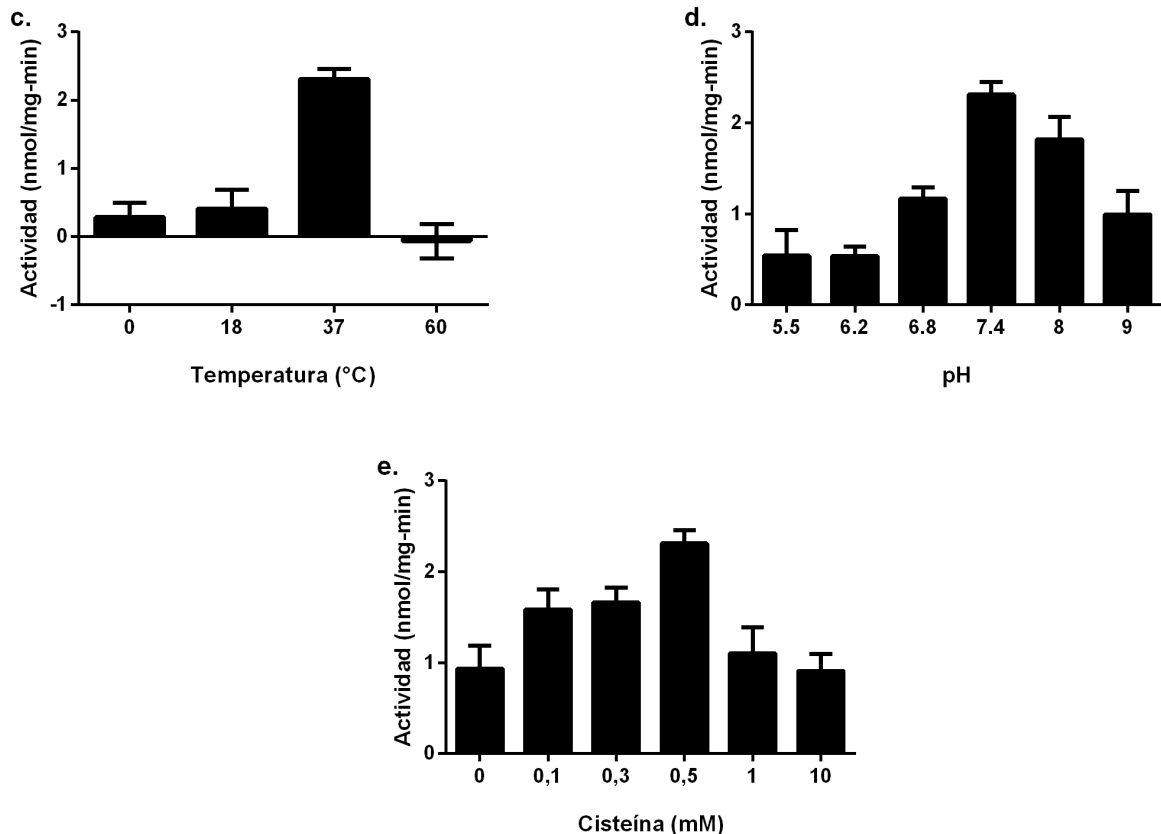 c.
Actividad (nmol/mg-min)
3
2
1
0
-1
0 18 37 60
Temperatura (°C)
d.
Actividad (nmol/mg-min)
3
2
1
0
5.5 6.2 6.8 7.4 8 9
pH
e.
Actividad (nmol/mg-min)
3
2
1
0
0 0,1 0,3 0,5 1 10
Cisteína (mM)